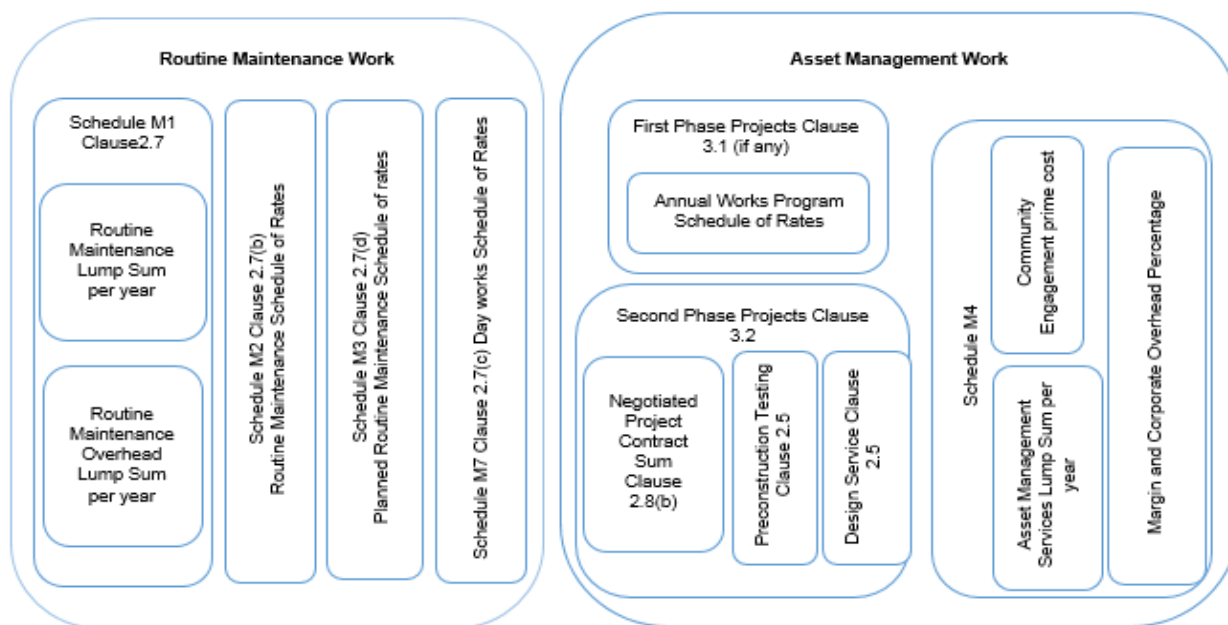 Routine Maintenance Work
Schedule M1
Clause2.7
Routine
Maintenance
Lump Sum
per year
Routine
Maintenance
Overhead
Lump Sum
per year
Schedule M2 Clause 2.7(b)
Routine Maintenance Schedule of Rates
Schedule M3 Clause 2.7(d)
Planned Routine Maintenance Schedule of rates
Schedule M7 Clause 2.7(c) Day works Schedule of Rates
Asset Management Work
First Phase Projects Clause
3.1 (if any)
Annual Works Program
Schedule of Rates
Second Phase Projects Clause
3.2
Negotiated
Project
Contract
Sum
Clause
2.8(b)
Preconstruction Testing
Clause 2.5
Design Service Clause
2.5
Schedule M4
Community
Engagement prime cost
Asset Management
Services Lump Sum per
year
Margin and Corporate Overhead Percentage